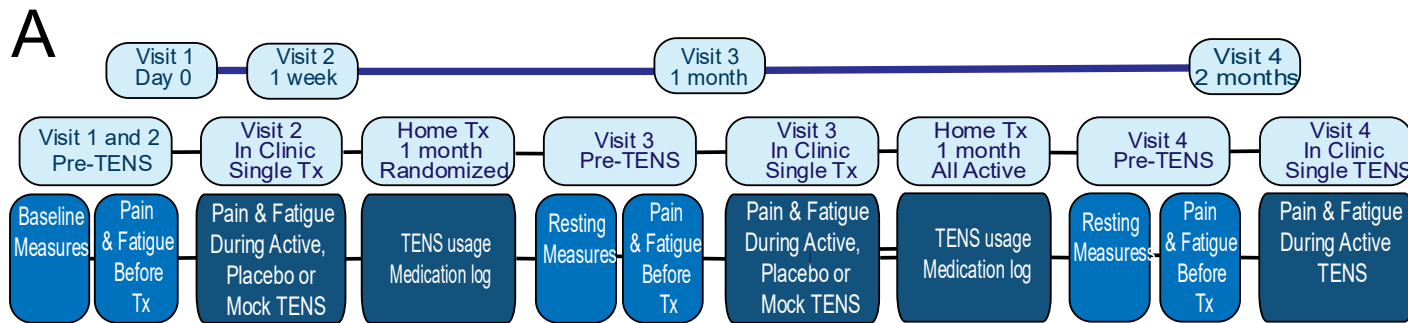 A
Visit 1
Day 0
Visit 2
1 week
Visit 3
1 month
Visit 4
2 months
Visit 1 and 2
Pre-TENS
Visit 2
In Clinic
Single Tx
Home Tx
1 month
Randomized
Visit 3
Pre-TENS
Visit 3
In Clinic
Single Tx
Home Tx
1 month
All Active
Visit 4
Pre-TENS
Visit 4
In Clinic
Single TENS
Baseline
Measures
Pain
& Fatigue
Before
Tx
Pain & Fatigue
During Active,
Placebo or
Mock TENS
TENS usage
Medication log
Resting
Measures
Pain
& Fatigue
Before
Tx
Pain & Fatigue
During Active,
Placebo or
Mock TENS
TENS usage
Medication log
Resting
Measures
Pain
& Fatigue
Before
Tx
Pain & Fatigue
During Active
TENS